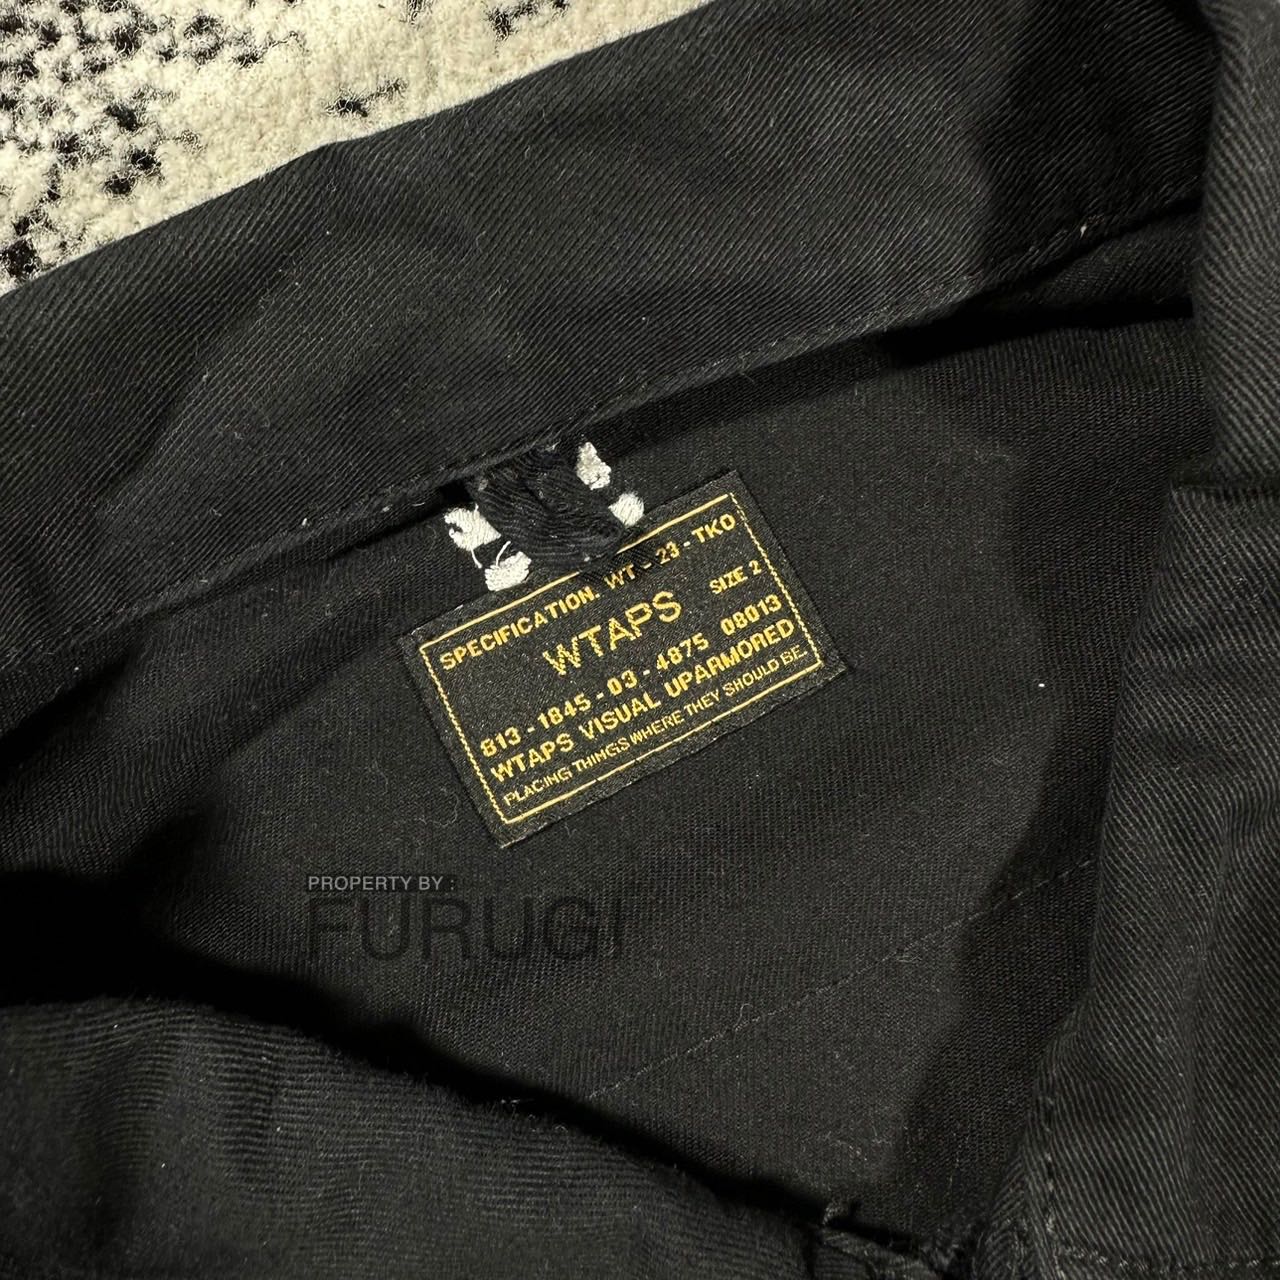 SPECIFICATION. WT - 23 - TKO
WTAPS SIZE 2
813 - 1845 - 03 - 4875 08013
WTAPS VISUAL UPARMORED
PLACING THINGS WHERE THEY SHOULD BE.
PROPERTY BY :
FURUGI